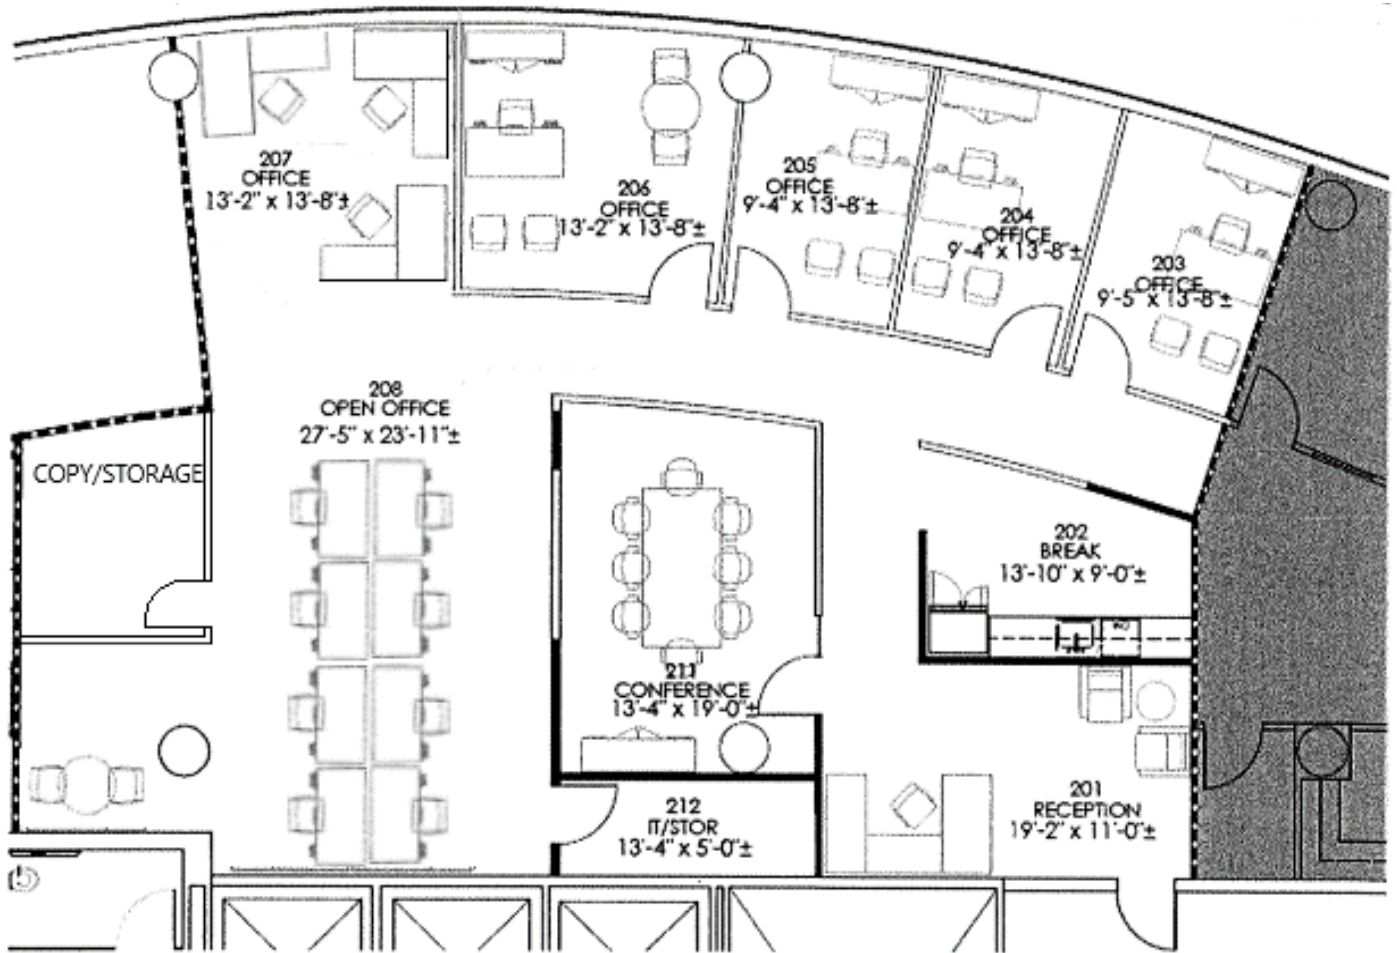 207
OFFICE
13'-2" x 13'-8"±
206
OFFICE
13'-2" x 13'-8"±
205
OFFICE
9'-4" x 13'-8"±
204
OFFICE
9'-4" x 13'-8"±
203
OFFICE
9'-5" x 13'-8"±
208
OPEN OFFICE
27'-5" x 23'-11"±
COPY/STORAGE
202
BREAK
13'-10" x 9'-0"±
211
CONFERENCE
13'-4" x 19'-0"±
212
IT/STOR
13'-4" x 5'-0"±
201
RECEPTION
19'-2" x 11'-0"±